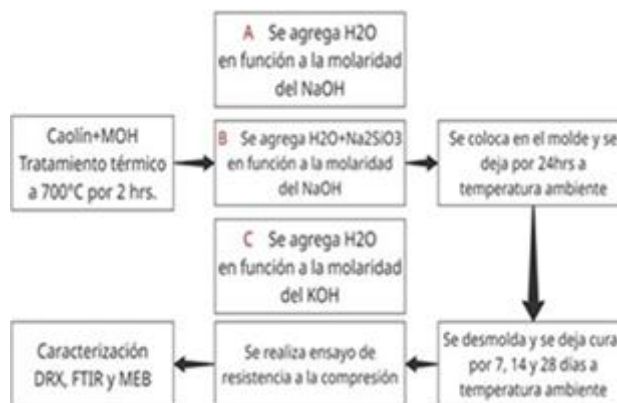 A Se agrega H2O
en función a la molaridad
del NaOH
Caolín+MOH
Tratamiento térmico
a 700°C por 2 hrs.
B Se agrega H2O+Na2SiO3
en función a la molaridad
del NaOH
Se coloca en el molde y se
deja por 24hrs a
temperatura ambiente
C Se agrega H2O
en función a la molaridad
del KOH
Se desmolda y se deja cura
por 7, 14 y 28 días a
temperatura ambiente
Se realiza ensayo de
resistencia a la compresión
Caracterización
DRX, FTIR y MEB